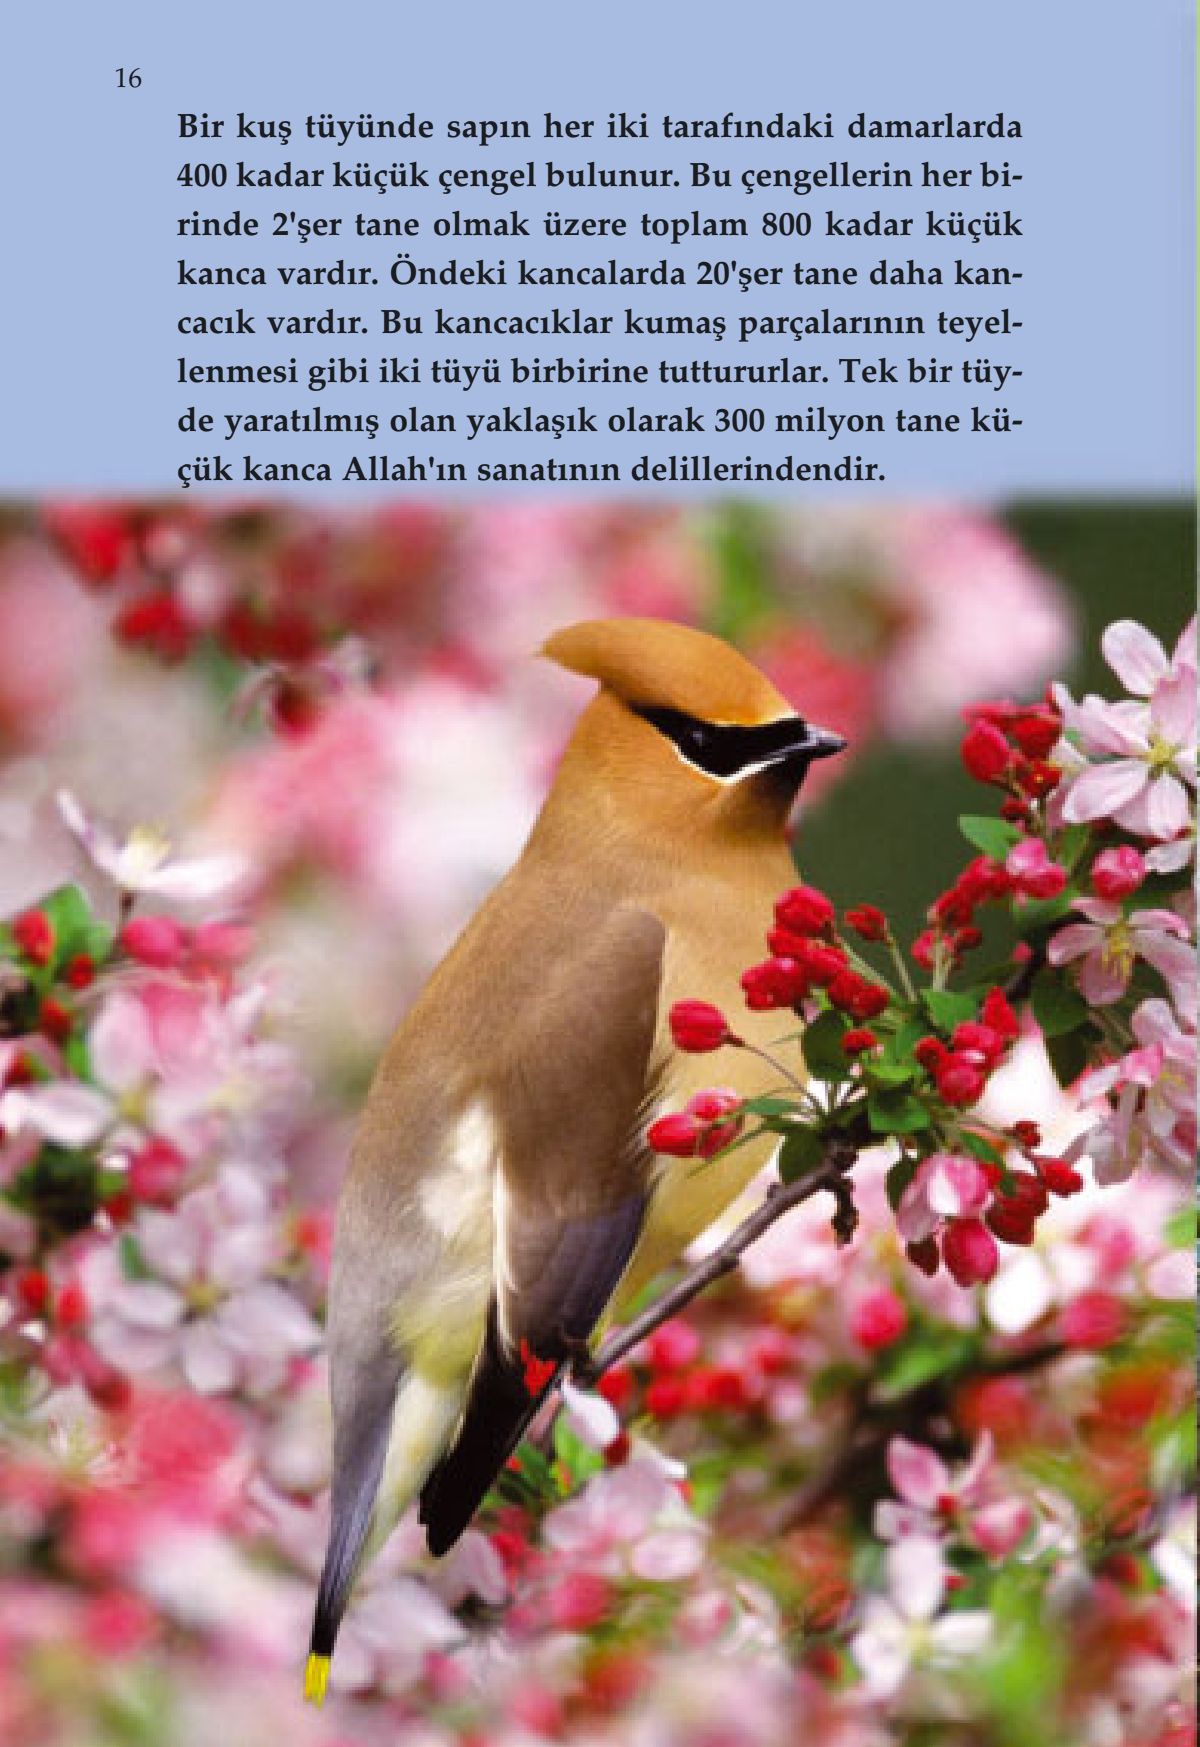 16
Bir kuş tüyünde sapın her iki tarafındaki damarlarda
400 kadar küçük çengel bulunur. Bu çengellerin her bi-
rinde 2'şer tane olmak üzere toplam 800 kadar küçük
kanca vardır. Öndeki kancalarda 20'şer tane daha kan-
cacık vardır. Bu kancacıklar kumaş parçalarının teyel-
lenmesi gibi iki tüyü birbirine tuttururlar. Tek bir tüy-
de yaratılmış olan yaklaşık olarak 300 milyon tane kü-
çük kanca Allah'ın sanatının delillerindendir.